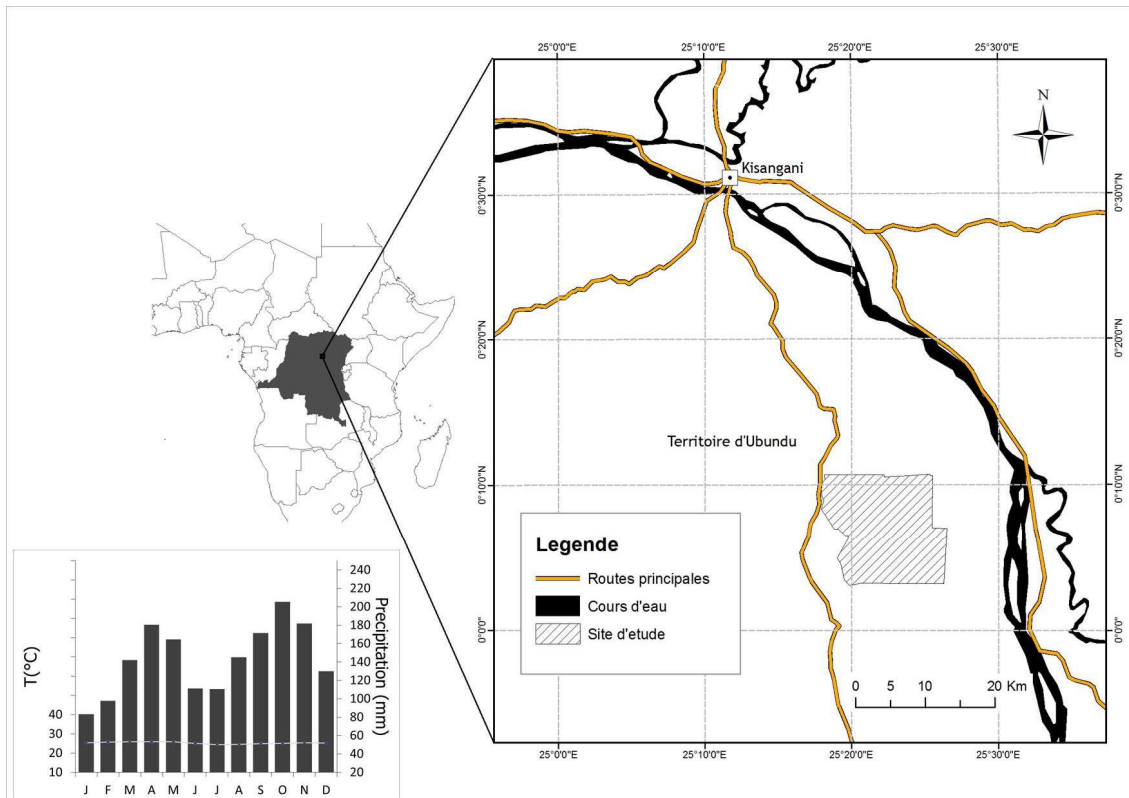 25°0'0"E 25°10'0"E 25°20'0"E 25°30'0"E
N
Kisangani
0°30'0"N 0°30'0"N
0°20'0"N 0°20'0"N
Territoire d'Ubundu
0°10'0"N 0°10'0"N
Legende
Routes principales
Cours d'eau
Site d'etude
0°0'0" 0°0'0"
0 5 10 20 Km
25°0'0"E 25°10'0"E 25°20'0"E 25°30'0"E
T(°C)
40
30
20
10
Precipitation (mm)
240
220
200
180
160
140
120
100
80
60
40
20
J F M A M J J A S O N D